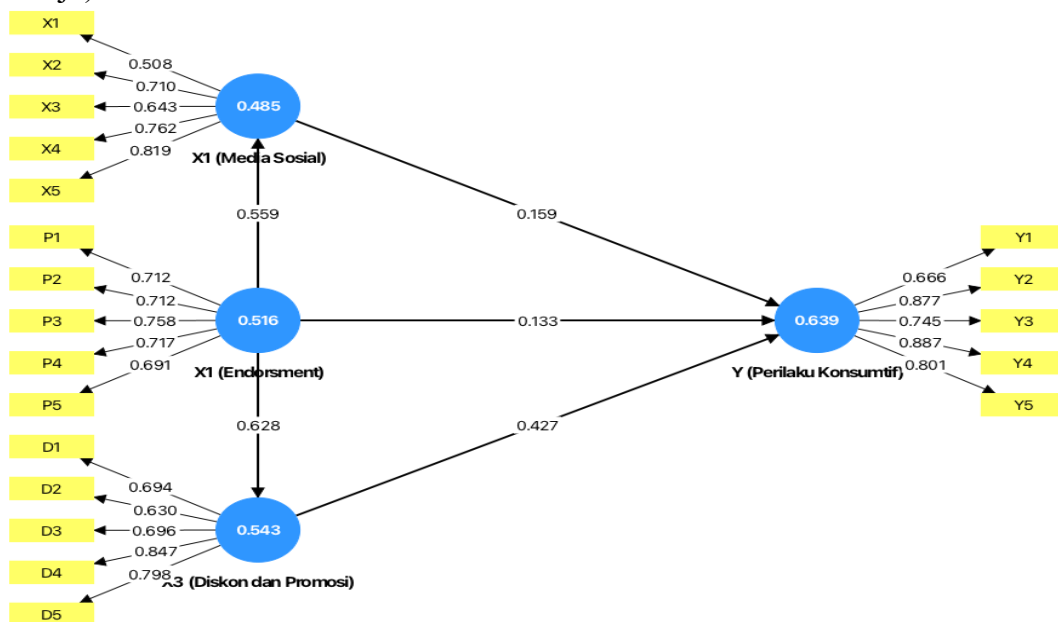 X1
X2
X3
X4
X5
0.508
0.710
0.643
0.762
0.819
0.485
X1 (Media Sosial)
0.559
0.159
P1
P2
P3
P4
P5
0.712
0.712
0.758
0.717
0.691
0.516
X1 (Endorsment)
0.133
0.628
0.427
D1
D2
D3
D4
D5
0.694
0.630
0.696
0.847
0.798
0.543
X3 (Diskon dan Promosi)
0.639
Y (Perilaku Konsumtif)
0.666
0.877
0.745
0.887
0.801
Y1
Y2
Y3
Y4
Y5